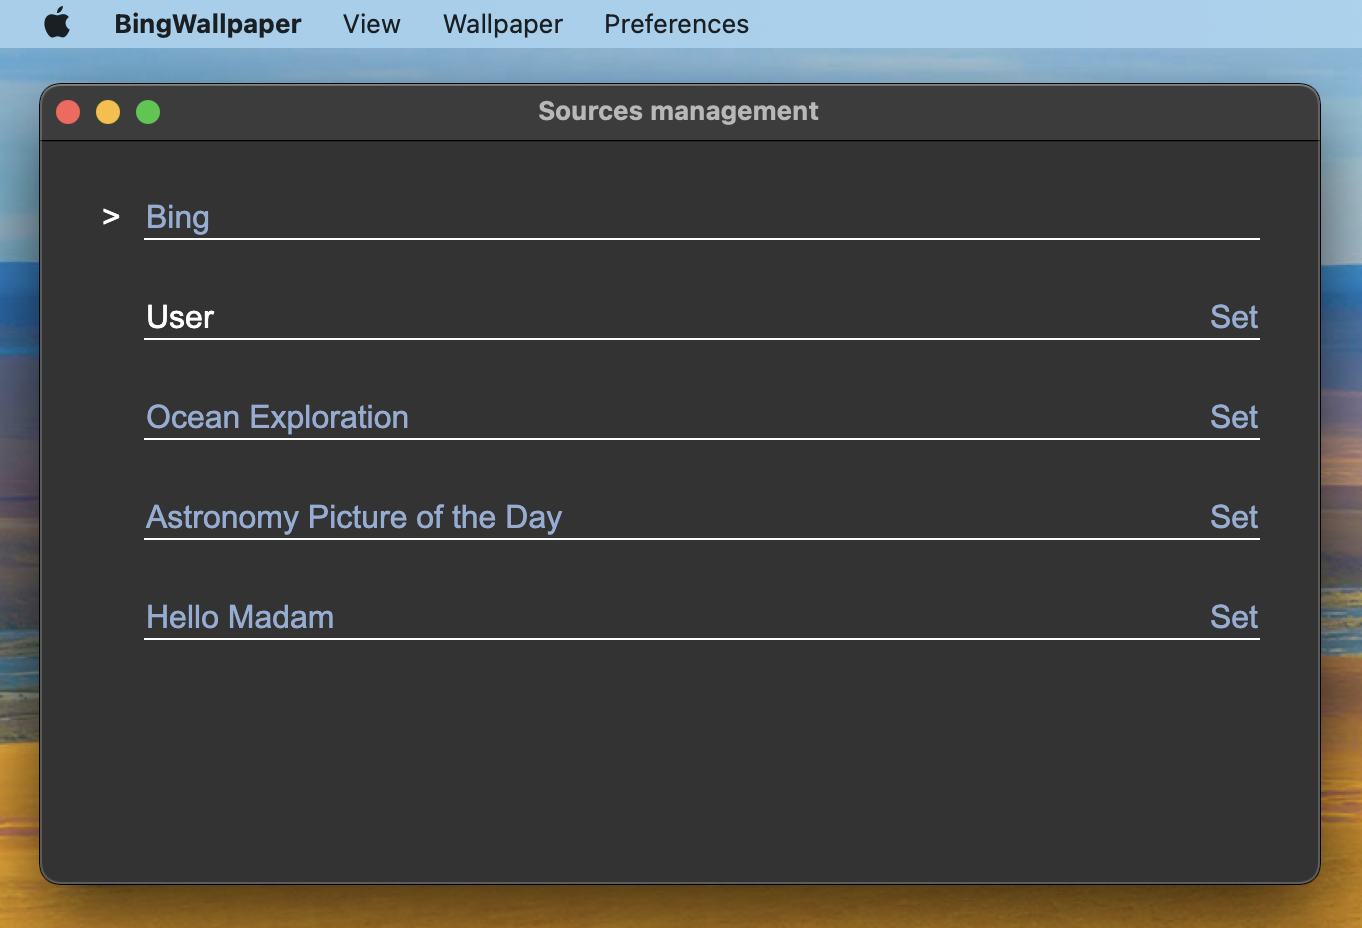 BingWallpaper View Wallpaper Preferences
Sources management
> Bing
User Set
Ocean Exploration Set
Astronomy Picture of the Day Set
Hello Madam Set